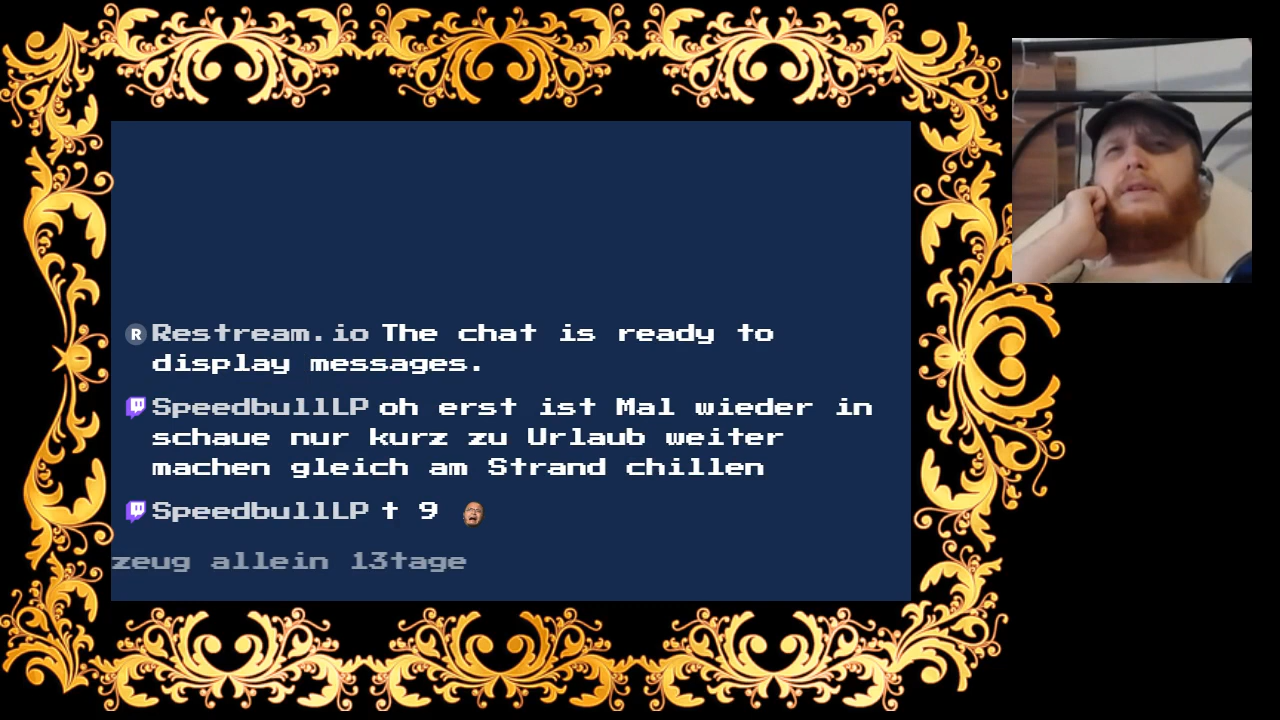 R Restream.io The chat is ready to
display messages.
SpeedbullLP oh erst ist Mal wieder in
schaue nur kurz zu Urlaub weiter
machen gleich am Strand chillen
SpeedbullLP t 9
zeug allein 13tage